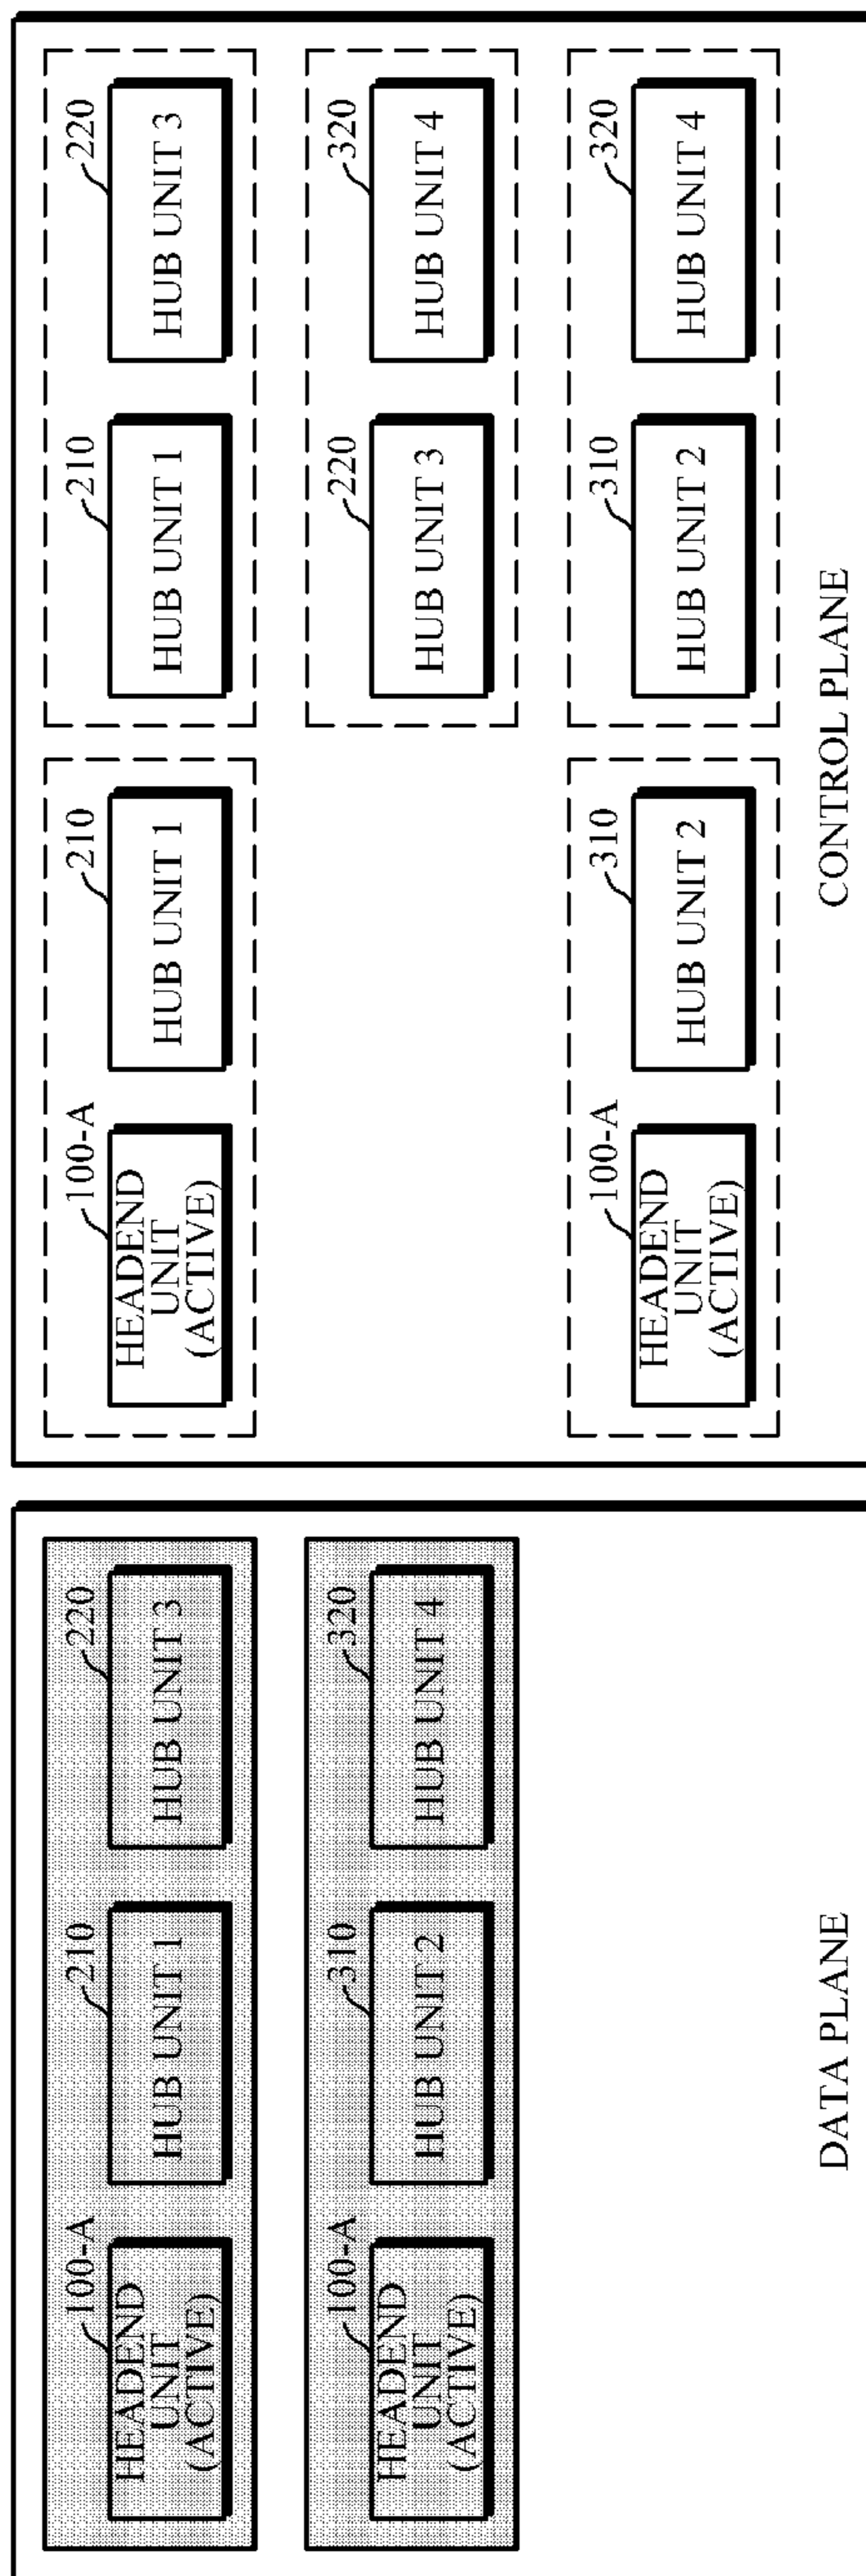 100-A
HEADEND
UNIT
(ACTIVE)
210
HUB UNIT 1
220
HUB UNIT 3
100-A
HEADEND
UNIT
(ACTIVE)
310
HUB UNIT 2
320
HUB UNIT 4
DATA PLANE
100-A
HEADEND
UNIT
(ACTIVE)
210
HUB UNIT 1
210
HUB UNIT 1
220
HUB UNIT 3
220
HUB UNIT 3
320
HUB UNIT 4
100-A
HEADEND
UNIT
(ACTIVE)
310
HUB UNIT 2
310
HUB UNIT 2
320
HUB UNIT 4
CONTROL PLANE